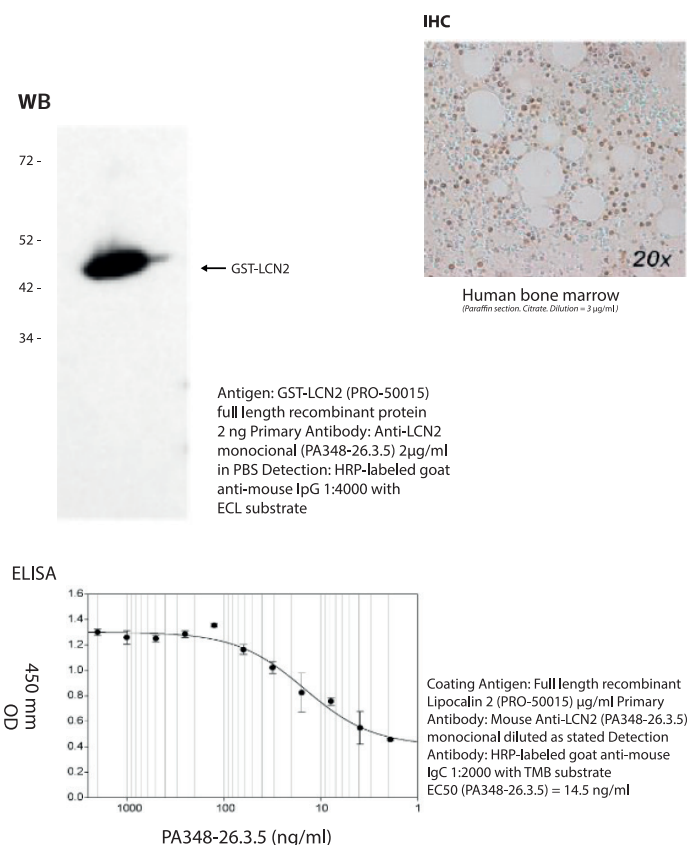 IHC
20x
Human bone marrow
(Paraffin section. Citrate. Dilution = 3 μg/ml)
WB
72 -
52 -
42 -
34 -
GST-LCN2
Antigen: GST-LCN2 (PRO-50015)
full length recombinant protein
2 ng Primary Antibody: Anti-LCN2
monocional (PA348-26.3.5) 2μg/ml
in PBS Detection: HRP-labeled goat
anti-mouse IpG 1:4000 with
ECL substrate
ELISA
1.6
1.4
1.2
1.0
0.8
0.6
0.4
0.2
0.0
450 mm
OD
1000
100
10
1
PA348-26.3.5 (ng/ml)
Coating Antigen: Full length recombinant
Lipocalin 2 (PRO-50015) μg/ml Primary
Antibody: Mouse Anti-LCN2 (PA348-26.3.5)
monocional diluted as stated Detection
Antibody: HRP-labeled goat anti-mouse
IgC 1:2000 with TMB substrate
EC50 (PA348-26.3.5) = 14.5 ng/ml